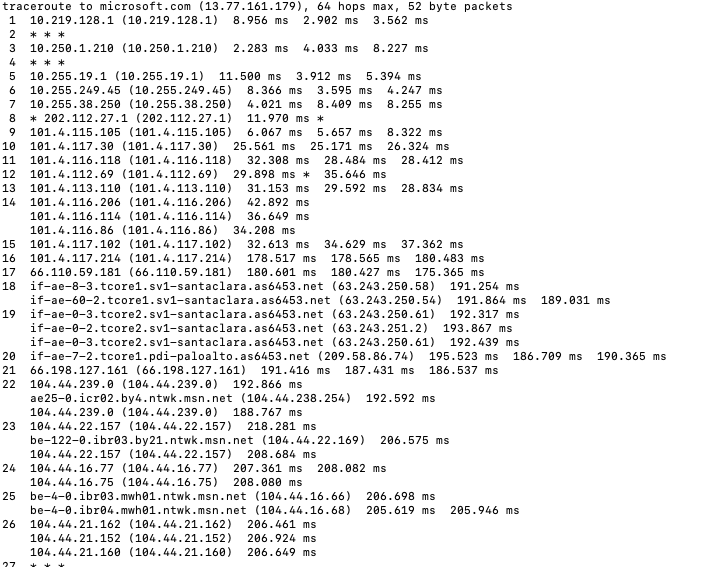 traceroute to microsoft.com (13.77.161.179), 64 hops max, 52 byte packets
 1  10.219.128.1 (10.219.128.1)  8.956 ms  2.902 ms  3.562 ms
 2  * * *
 3  10.250.1.210 (10.250.1.210)  2.283 ms  4.033 ms  8.227 ms
 4  * * *
 5  10.255.19.1 (10.255.19.1)  11.500 ms  3.912 ms  5.394 ms
 6  10.255.249.45 (10.255.249.45)  8.366 ms  3.595 ms  4.247 ms
 7  10.255.38.250 (10.255.38.250)  4.021 ms  8.409 ms  8.255 ms
 8  * 202.112.27.1 (202.112.27.1)  11.970 ms *
 9  101.4.115.105 (101.4.115.105)  6.067 ms  5.657 ms  8.322 ms
10  101.4.117.30 (101.4.117.30)  25.561 ms  25.171 ms  26.324 ms
11  101.4.116.118 (101.4.116.118)  32.308 ms  28.484 ms  28.412 ms
12  101.4.112.69 (101.4.112.69)  29.898 ms *  35.646 ms
13  101.4.113.110 (101.4.113.110)  31.153 ms  29.592 ms  28.834 ms
14  101.4.116.206 (101.4.116.206)  42.892 ms
    101.4.116.114 (101.4.116.114)  36.649 ms
    101.4.116.86 (101.4.116.86)  34.208 ms
15  101.4.117.102 (101.4.117.102)  32.613 ms  34.629 ms  37.362 ms
16  101.4.117.214 (101.4.117.214)  178.517 ms  178.565 ms  180.483 ms
17  66.110.59.181 (66.110.59.181)  180.601 ms  180.427 ms  175.365 ms
18  if-ae-8-3.tcore1.sv1-santaclara.as6453.net (63.243.250.58)  191.254 ms
    if-ae-60-2.tcore1.sv1-santaclara.as6453.net (63.243.250.54)  191.864 ms  189.031 ms
19  if-ae-0-3.tcore2.sv1-santaclara.as6453.net (63.243.250.61)  192.317 ms
    if-ae-0-2.tcore2.sv1-santaclara.as6453.net (63.243.251.2)  193.867 ms
    if-ae-0-3.tcore2.sv1-santaclara.as6453.net (63.243.250.61)  192.439 ms
20  if-ae-7-2.tcore1.pdi-paloalto.as6453.net (209.58.86.74)  195.523 ms  186.709 ms  190.365 ms
21  66.198.127.161 (66.198.127.161)  191.416 ms  187.431 ms  186.537 ms
22  104.44.239.0 (104.44.239.0)  192.866 ms
    ae25-0.icr02.by4.ntwk.msn.net (104.44.238.254)  192.592 ms
    104.44.239.0 (104.44.239.0)  188.767 ms
23  104.44.22.157 (104.44.22.157)  218.281 ms
    be-122-0.ibr03.by21.ntwk.msn.net (104.44.22.169)  206.575 ms
    104.44.22.157 (104.44.22.157)  208.684 ms
24  104.44.16.77 (104.44.16.77)  207.361 ms  208.082 ms
    104.44.16.75 (104.44.16.75)  208.080 ms
25  be-4-0.ibr03.mwh01.ntwk.msn.net (104.44.16.66)  206.698 ms
    be-4-0.ibr04.mwh01.ntwk.msn.net (104.44.16.68)  205.619 ms  205.946 ms
26  104.44.21.162 (104.44.21.162)  206.461 ms
    104.44.21.152 (104.44.21.152)  206.924 ms
    104.44.21.160 (104.44.21.160)  206.649 ms
27  * * *